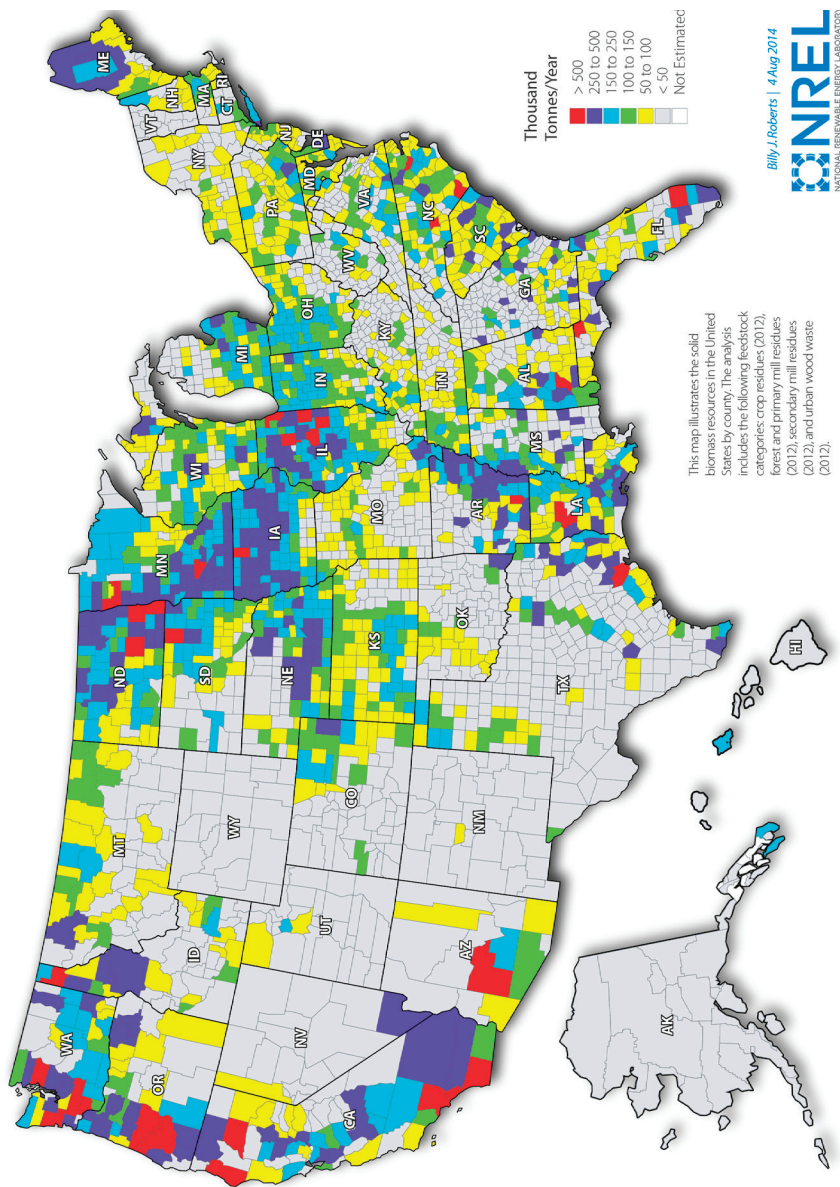 ME
VT
NH
MA
RI
CT
NY
NJ
DE
PA
MD
VA
WV
NC
SC
GA
FL
OH
MI
IN
KY
TN
AL
MS
WI
IL
MN
IA
MO
AR
LA
ND
SD
NE
KS
OK
TX
MT
WY
CO
NM
ID
UT
AZ
WA
OR
NV
CA
AK
HI
Thousand
Tonnes/Year
> 500
250 to 500
150 to 250
100 to 150
50 to 100
< 50
Not Estimated
This map illustrates the solid
biomass resources in the United
States by county. The analysis
includes the following feedstock
categories: crop residues (2012),
forest and primary mill residues
(2012), secondary mill residues
(2012), and urban wood waste
(2012).
Billy J. Roberts | 4 Aug 2014
NREL
NATIONAL RENEWABLE ENERGY LABORATORY